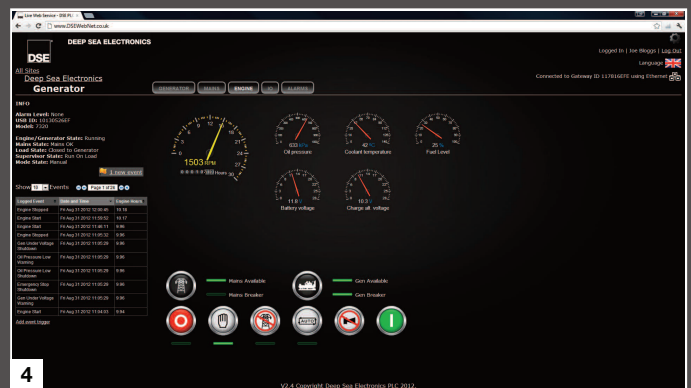 Live Web Service - (DSE PL
www.DSEWebNet.co.uk
DEEP SEA ELECTRONICS
DSE
Logged In | Joe Bloggs | Log Out
Language
All Sites
Deep Sea Electronics
Connected to Gateway ID 117816EFE using Ethernet
Generator
GENERATOR MAINS ENGINE IO ALARMS
INFO
Alarm Level: None
USB ID: 10130526EF
Model: 7320
Engine/Generator State: Running
Mains State: Mains OK
Load State: Closed to Generator
Supervisor State: Run On Load
Mode State: Manual
1 new event
1503 RPM
Hours
633 kPa
Oil pressure
42 °C
Coolant temperature
25 %
Fuel Level
11.8 V
Battery voltage
10.3 V
Charge alt voltage
Show 10 Events Page 1 of 28
Logged Event Date and Time Engine Hours
Engine Stopped Fri Aug 31 2012 12:00:45 10.18
Engine Start Fri Aug 31 2012 11:59:52 10.17
Engine Start Fri Aug 31 2012 11:46:11 9.96
Engine Stopped Fri Aug 31 2012 11:05:32 9.96
Gen Under Voltage Shutdown Fri Aug 31 2012 11:05:29 9.96
Oil Pressure Low Warning Fri Aug 31 2012 11:05:29 9.96
Oil Pressure Low Shutdown Fri Aug 31 2012 11:05:29 9.96
Emergency Stop Shutdown Fri Aug 31 2012 11:05:29 9.96
Gen Under Voltage Warning Fri Aug 31 2012 11:05:29 9.96
Engine Start Fri Aug 31 2012 11:04:03 9.94
Add event trigger
Mains Available
Gen Available
Mains Breaker
Gen Breaker
AUTO
4
V2.4 Copyright Deep Sea Electronics PLC 2012.